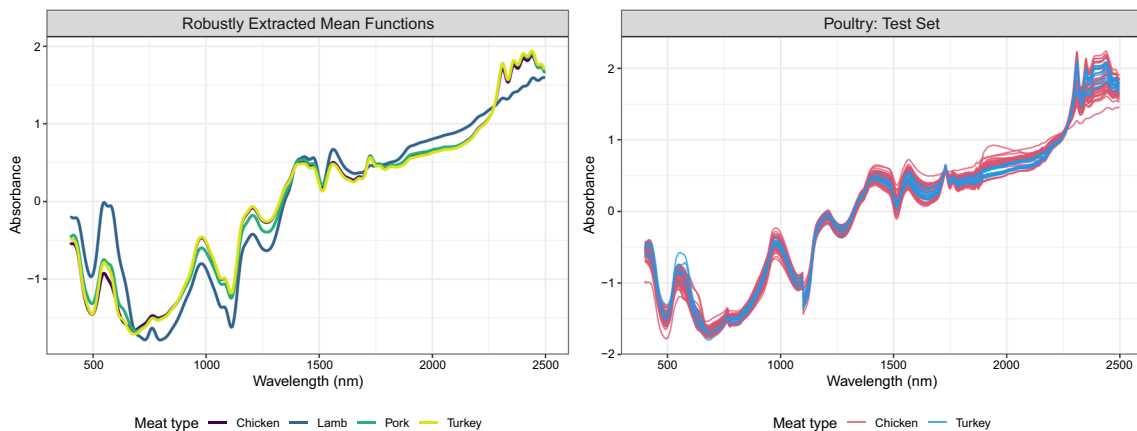 Robustly Extracted Mean Functions
2
1
0
−1
Absorbance
500 1000 1500 2000 2500
Wavelength (nm)
Meat type Chicken Lamb Pork Turkey
Poultry: Test Set
2
1
0
−1
−2
Absorbance
500 1000 1500 2000 2500
Wavelength (nm)
Meat type Chicken Turkey